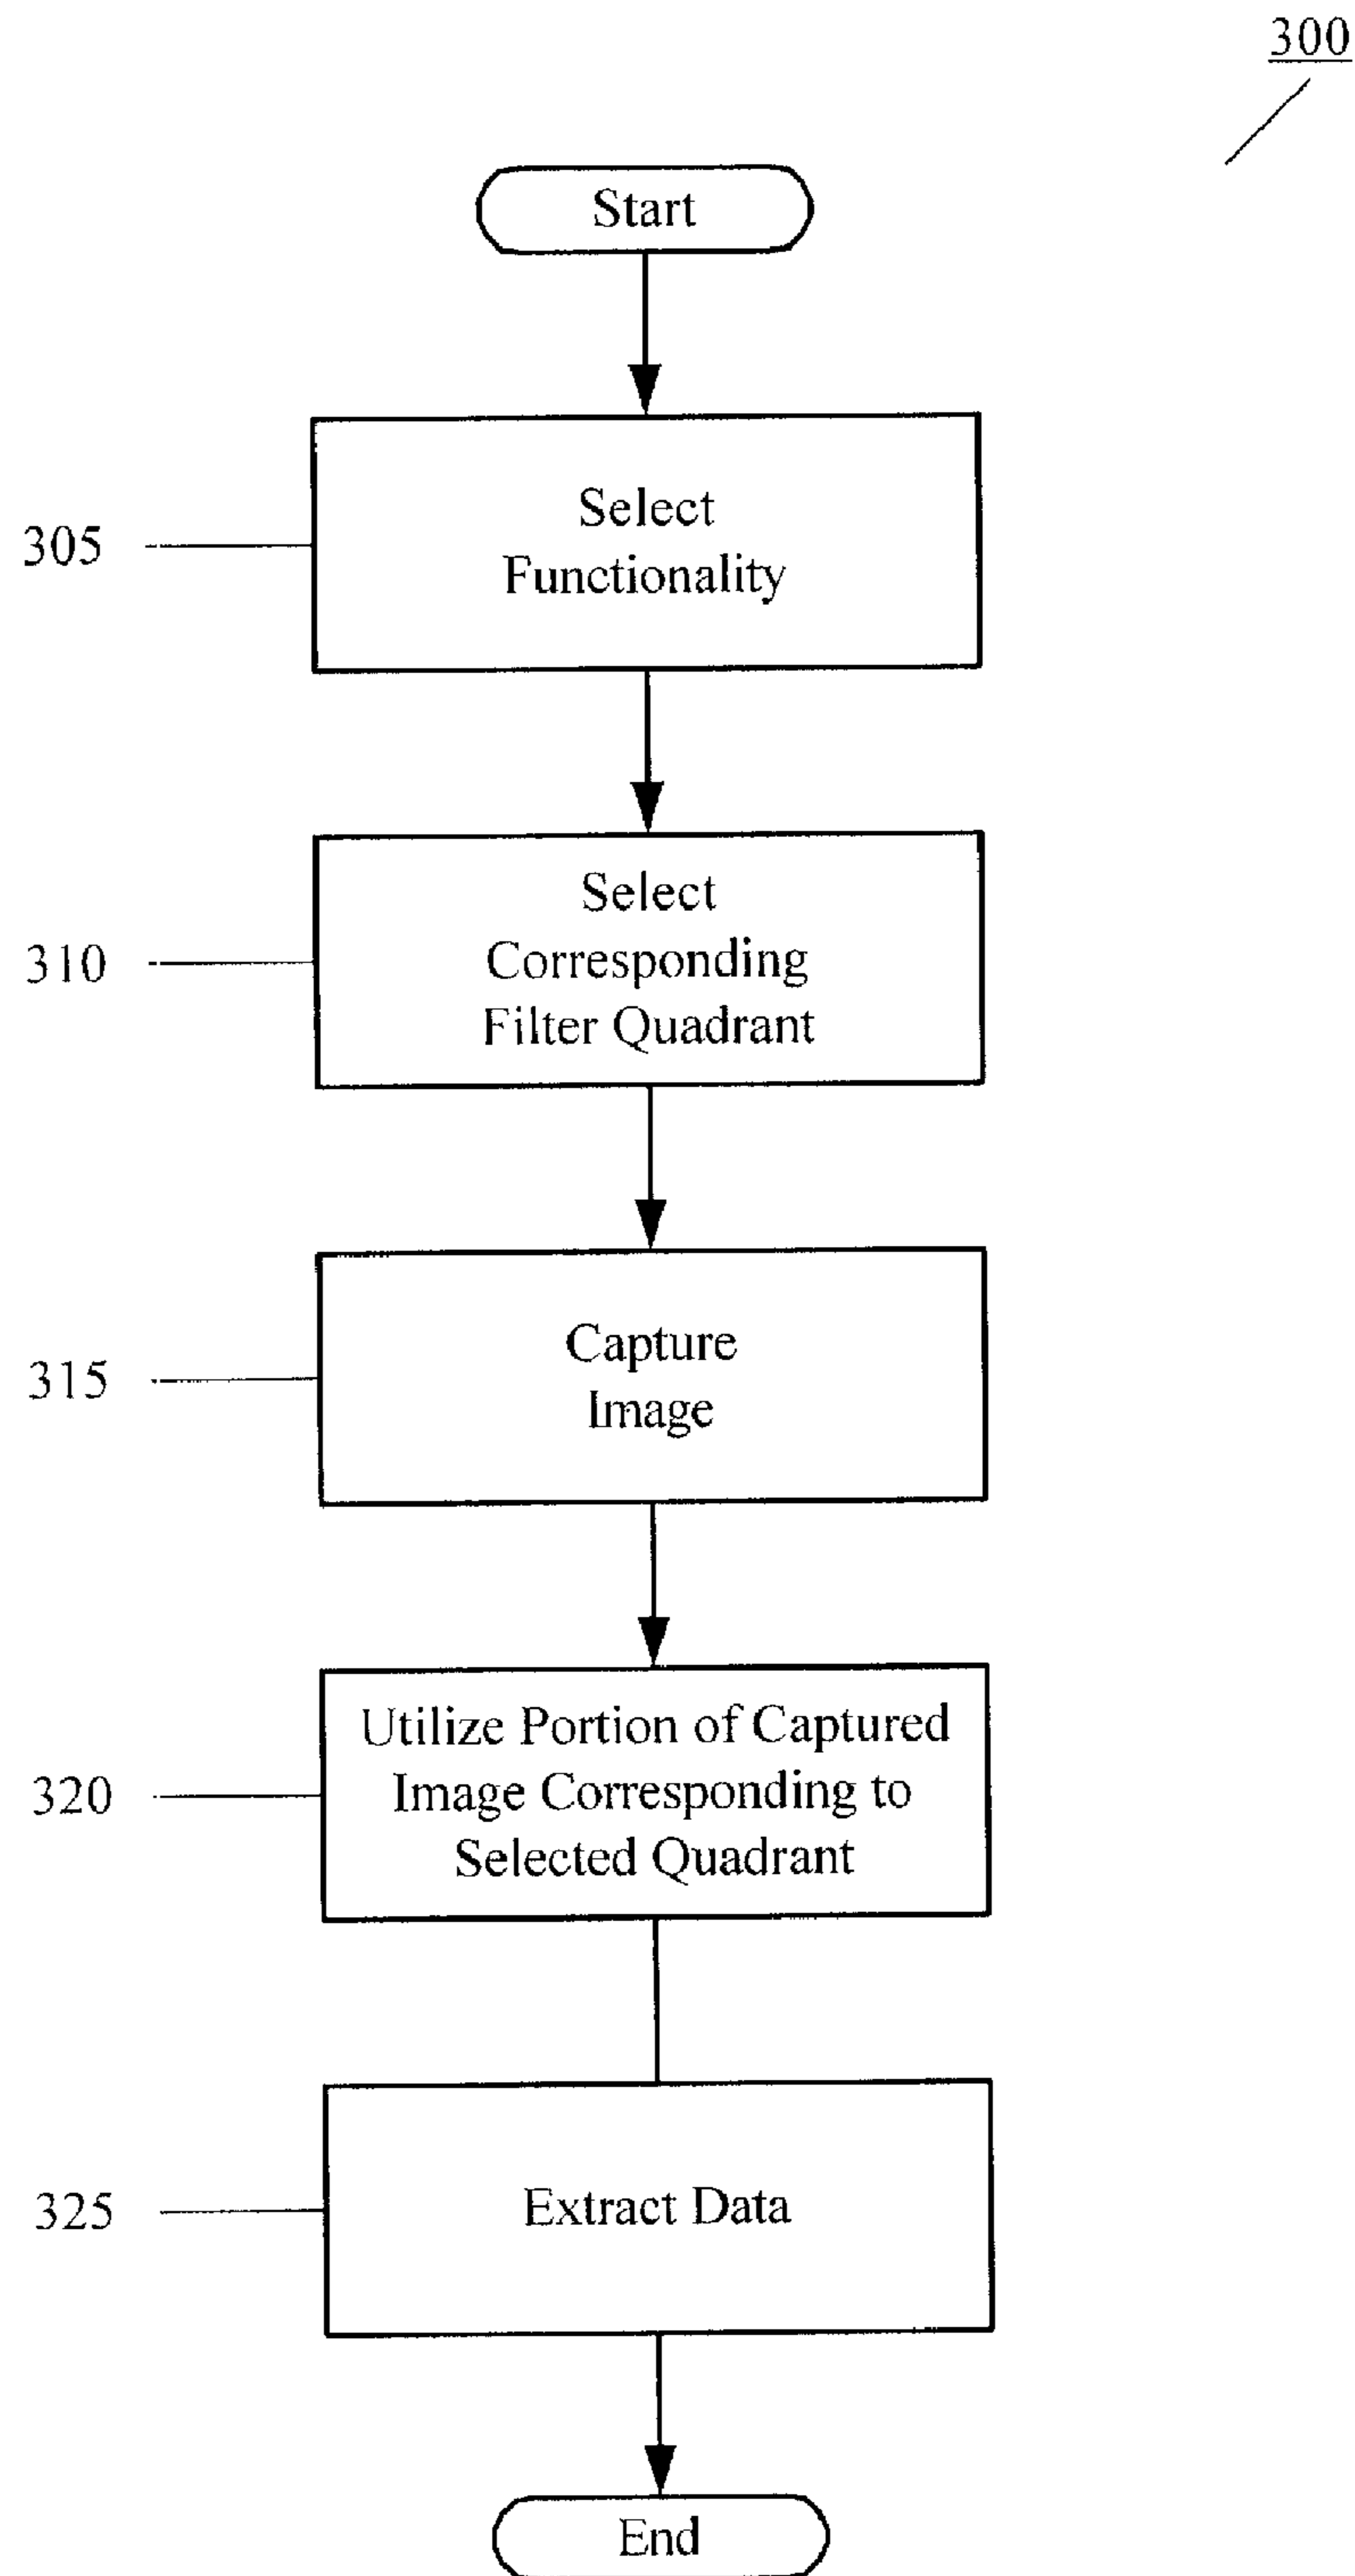 300
Start
305
Select
Functionality
310
Select
Corresponding
Filter Quadrant
315
Capture
Image
320
Utilize Portion of Captured
Image Corresponding to
Selected Quadrant
325
Extract Data
End